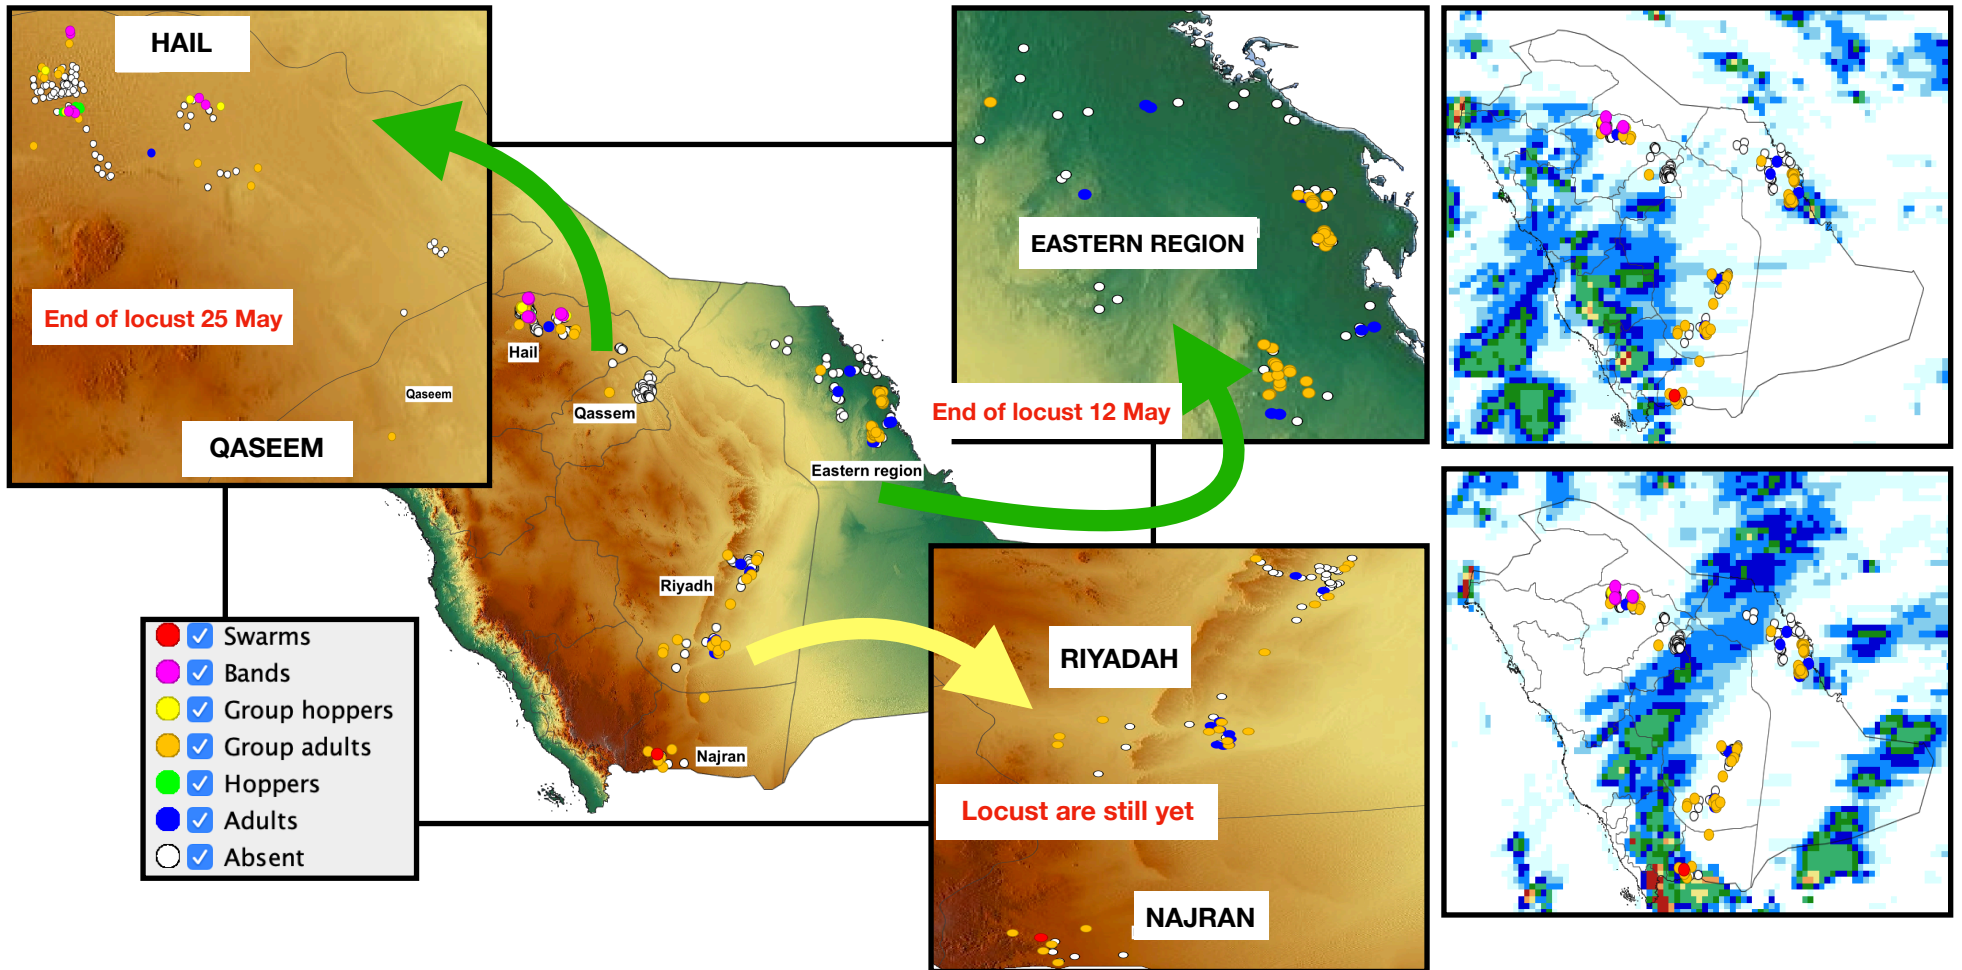 HAIL
End of locust 25 May
Qaseem
QASEEM
EASTERN REGION
End of locust 12 May
Hail
Qassem
Eastern region
Riyadh
Najran
RIYADAH
Locust are still yet
NAJRAN
Swarms
Bands
Group hoppers
Group adults
Hoppers
Adults
Absent